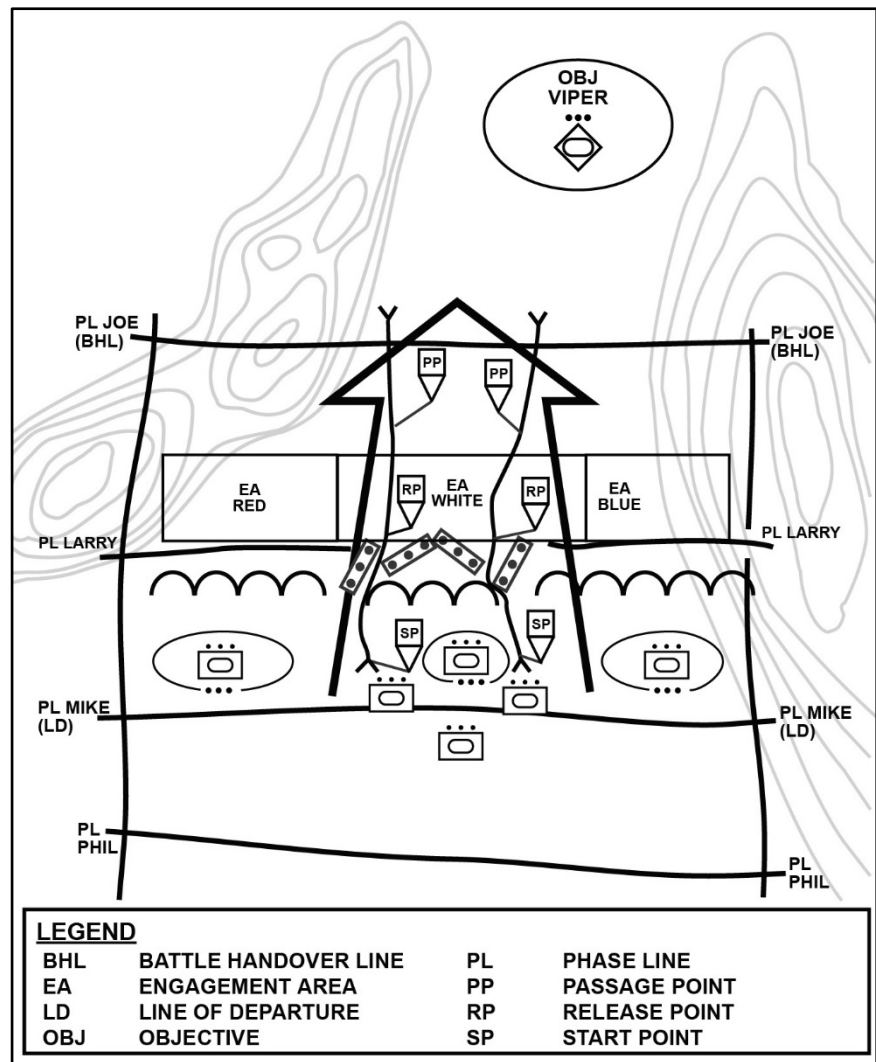 OBJ
VIPER
PL JOE
(BHL)
PL JOE
(BHL)
PP
PP
EA
RED
RP
EA
WHITE
RP
EA
BLUE
PL LARRY
PL LARRY
SP
SP
PL MIKE
(LD)
PL MIKE
(LD)
PL
PHIL
PL
PHIL
LEGEND
BHL BATTLE HANDOVER LINE PL PHASE LINE
EA ENGAGEMENT AREA PP PASSAGE POINT
LD LINE OF DEPARTURE RP RELEASE POINT
OBJ OBJECTIVE SP START POINT